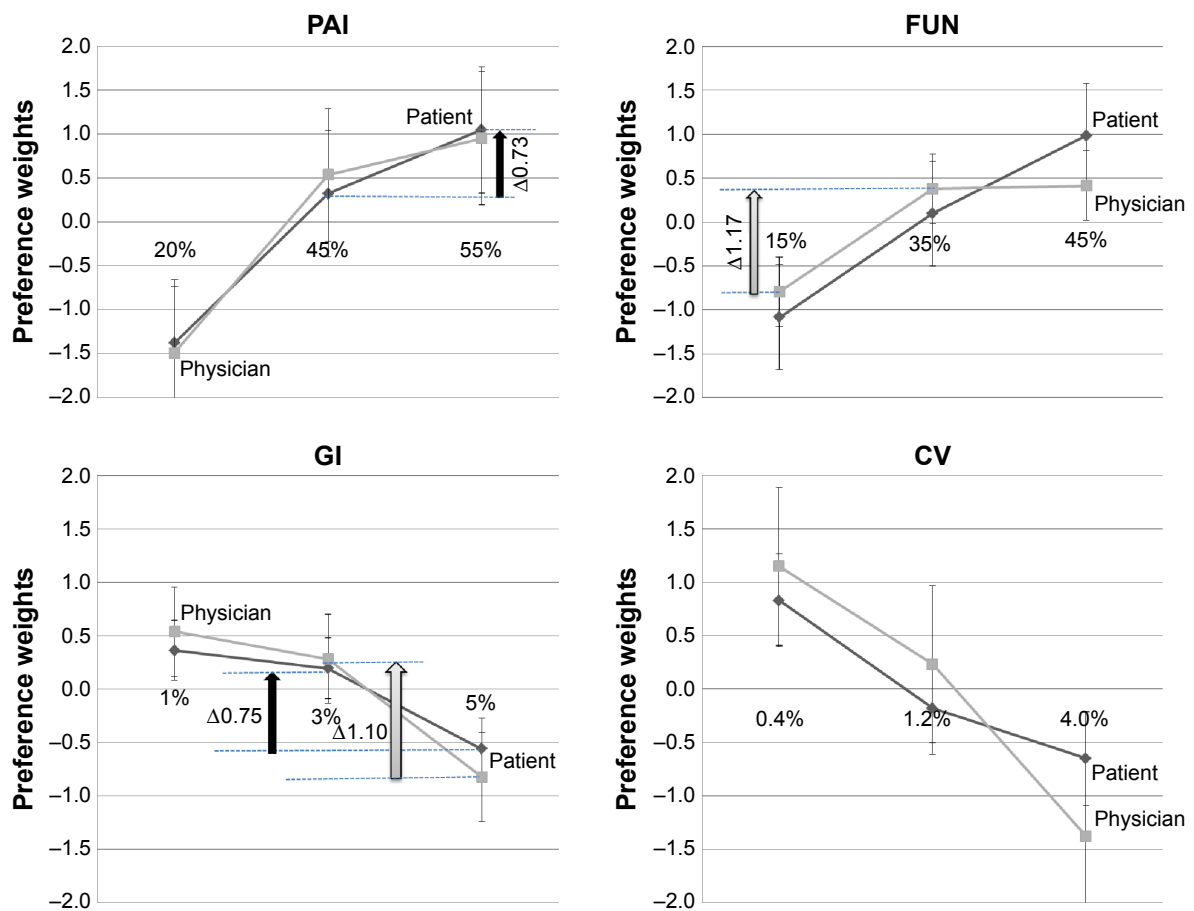 PAI
Preference weights
2.0
1.5
1.0
0.5
0.0
–0.5
–1.0
–1.5
–2.0
20%
45%
55%
Patient
Physician
Δ0.73
FUN
Preference weights
2.0
1.5
1.0
0.5
0.0
–0.5
–1.0
–1.5
–2.0
15%
35%
45%
Patient
Physician
Δ1.17
GI
Preference weights
2.0
1.5
1.0
0.5
0.0
–0.5
–1.0
–1.5
–2.0
Physician
1%
3%
5%
Δ0.75
Δ1.10
Patient
CV
Preference weights
2.0
1.5
1.0
0.5
0.0
–0.5
–1.0
–1.5
–2.0
0.4%
1.2%
4.0%
Patient
Physician